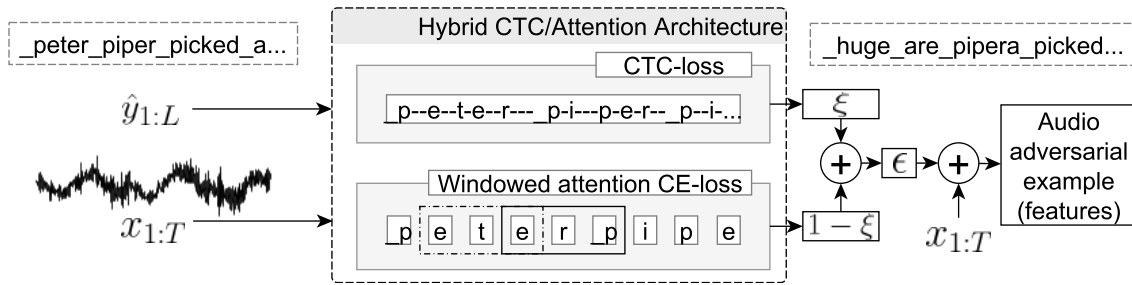 Hybrid CTC/Attention Architecture
_peter_piper_picked_a...
_huge_are_pipera_picked...
CTC-loss
ŷ1:L
_p--e--t-e--r---_p-i---p-e-r--_p--i-...
ξ
Audio
adversarial
example
(features)
+
ϵ
+
Windowed attention CE-loss
x1:T
_p e t e r _p i p e
1 − ξ
x1:T